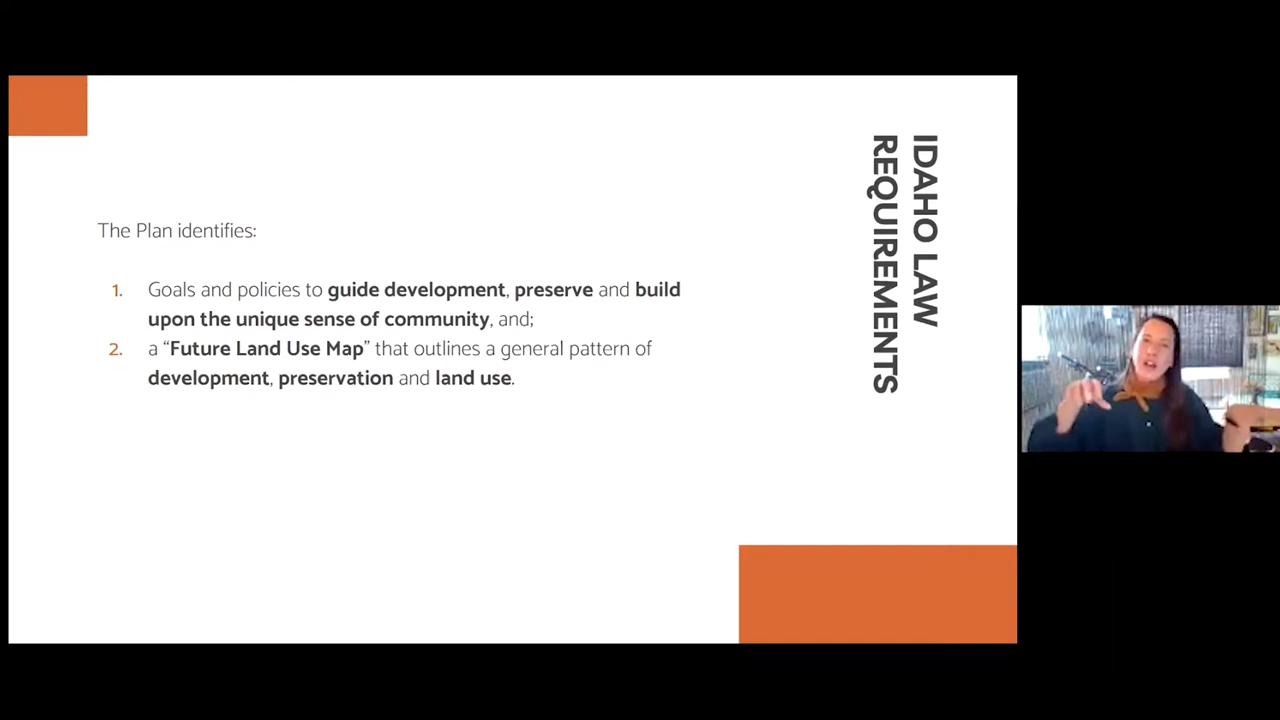 IDAHO LAW
REQUIREMENTS
The Plan identifies:
1. Goals and policies to guide development, preserve and build
upon the unique sense of community, and;
2. a “Future Land Use Map” that outlines a general pattern of
development, preservation and land use.